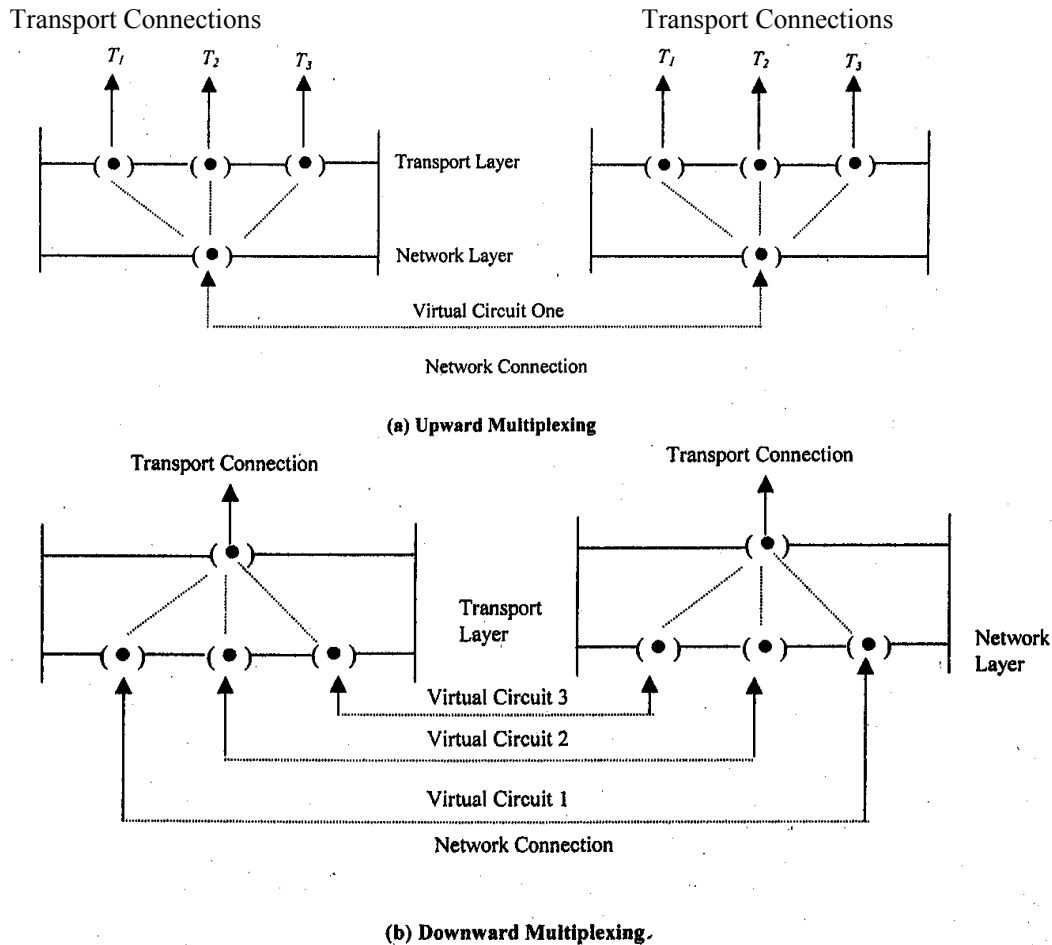 Transport Connections
Transport Connections
T1 T2 T3
T1 T2 T3
Transport Layer
Network Layer
Virtual Circuit One
Network Connection
(a) Upward Multiplexing
Transport Connection
Transport Connection
Transport
Layer
Network
Layer
Virtual Circuit 3
Virtual Circuit 2
Virtual Circuit 1
Network Connection
(b) Downward Multiplexing.